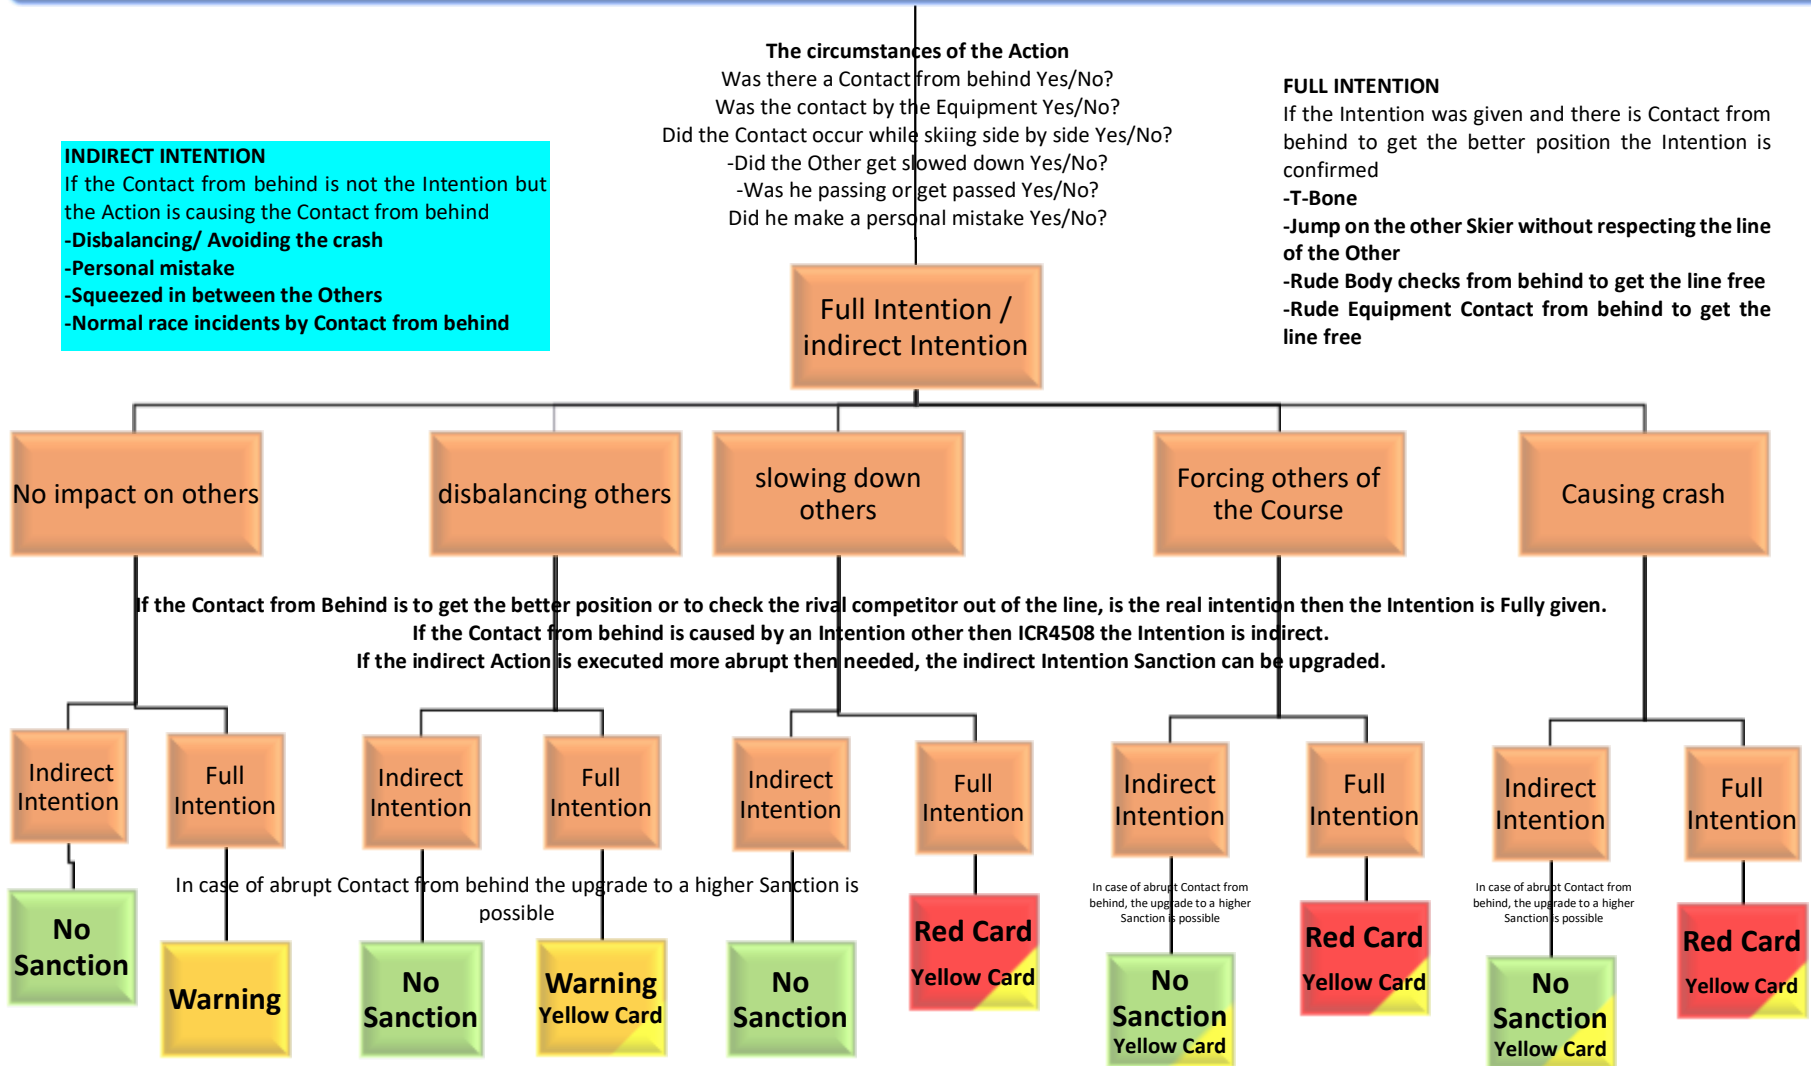 The circumstances of the Action
Was there a Contact from behind Yes/No?
Was the contact by the Equipment Yes/No?
Did the Contact occur while skiing side by side Yes/No?
-Did the Other get slowed down Yes/No?
-Was he passing or get passed Yes/No?
Did he make a personal mistake Yes/No?
INDIRECT INTENTION
If the Contact from behind is not the Intention but
the Action is causing the Contact from behind
-Disbalancing/ Avoiding the crash
-Personal mistake
-Squeezed in between the Others
-Normal race incidents by Contact from behind
FULL INTENTION
If the Intention was given and there is Contact from
behind to get the better position the Intention is
confirmed
-T-Bone
-Jump on the other Skier without respecting the line
of the Other
-Rude Body checks from behind to get the line free
-Rude Equipment Contact from behind to get the
line free
Full Intention /
indirect Intention
No impact on others
disbalancing others
slowing down
others
Forcing others of
the Course
Causing crash
If the Contact from Behind is to get the better position or to check the rival competitor out of the line, is the real intention then the Intention is Fully given.
If the Contact from behind is caused by an Intention other then ICR4508 the Intention is indirect.
If the indirect Action is executed more abrupt then needed, the indirect Intention Sanction can be upgraded.
Indirect
Intention
Full
Intention
Indirect
Intention
Full
Intention
Indirect
Intention
Full
Intention
Indirect
Intention
Full
Intention
Indirect
Intention
Full
Intention
In case of abrupt Contact from behind the upgrade to a higher Sanction is
possible
In case of abrupt Contact from
behind, the upgrade to a higher
Sanction is possible
In case of abrupt Contact from
behind, the upgrade to a higher
Sanction is possible
No
Sanction
Warning
No
Sanction
Warning
Yellow Card
No
Sanction
Red Card
Yellow Card
No
Sanction
Yellow Card
Red Card
Yellow Card
No
Sanction
Yellow Card
Red Card
Yellow Card